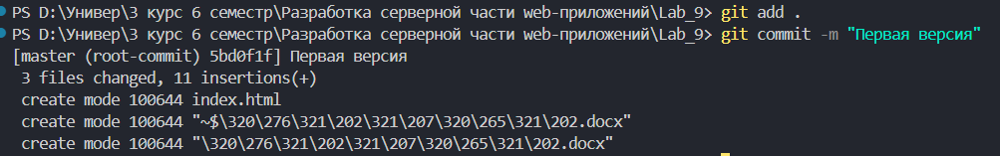 PS D:\Универ\3 курс 6 семестр\Разработка серверной части web-приложений\Lab_9> git add .
PS D:\Универ\3 курс 6 семестр\Разработка серверной части web-приложений\Lab_9> git commit -m "Первая версия"
[master (root-commit) 5bd0f1f] Первая версия
3 files changed, 11 insertions(+)
create mode 100644 index.html
create mode 100644 "~$\320\276\321\202\321\207\320\265\321\202.docx"
create mode 100644 "\320\276\321\202\321\207\320\265\321\202.docx"